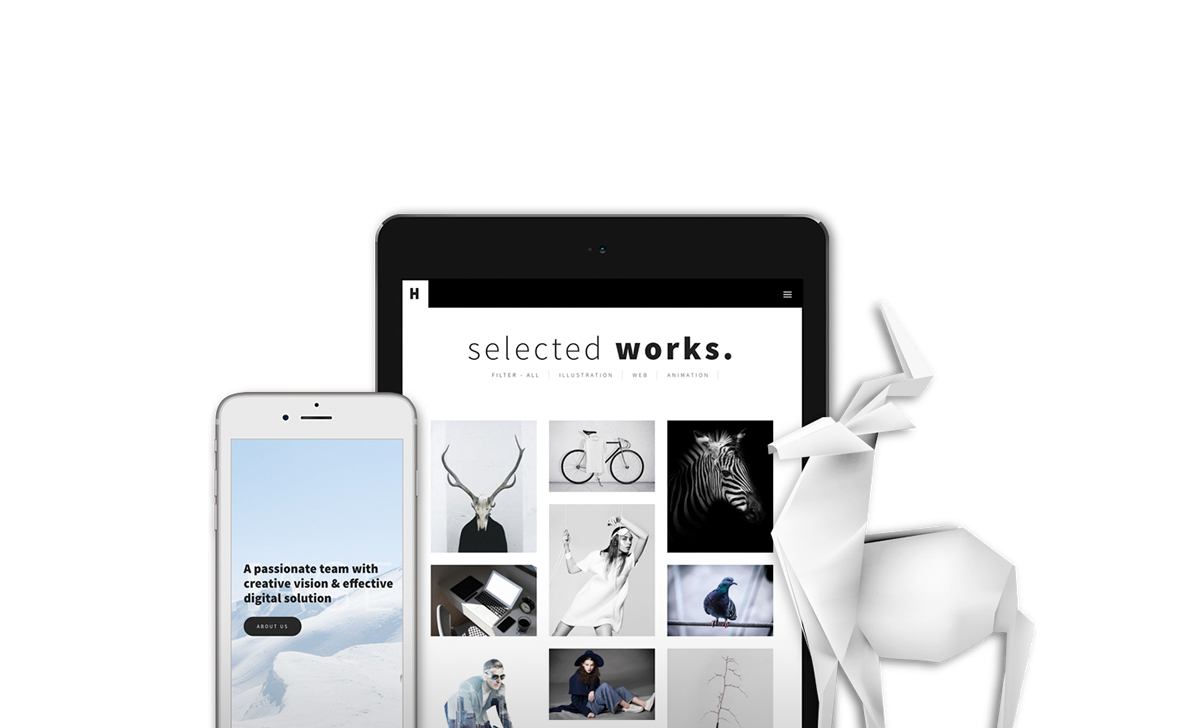 H
selected works.
FILTER - ALL
ILLUSTRATION
WEB
ANIMATION
A passionate team with
creative vision & effective
digital solution
ABOUT US